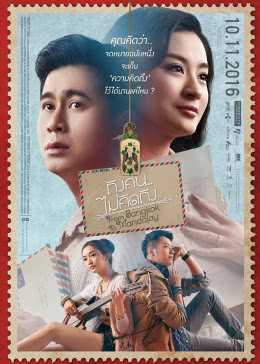 คุณคิดว่า..
จดหมายฉบับหนึ่ง
จะเก็บ
'ความคิดถึง'
ไว้ได้นานแค่ไหน ?
10.11.2016
ถึงคน..
ไม่คิดถึง
From Bangkok
to Mandalay